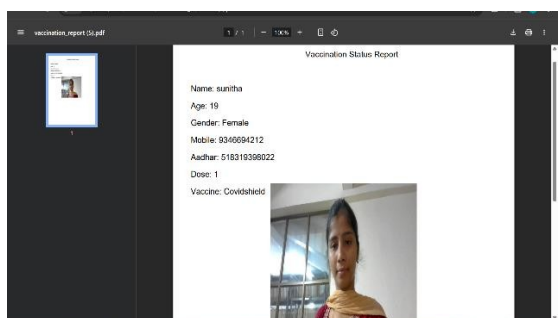 vaccination_report (5).pdf
1 / 1
100%
1
Vaccination Status Report
Name: sunitha
Age: 19
Gender: Female
Mobile: 9346694212
Aadhar: 518319398022
Dose: 1
Vaccine: Covidshield